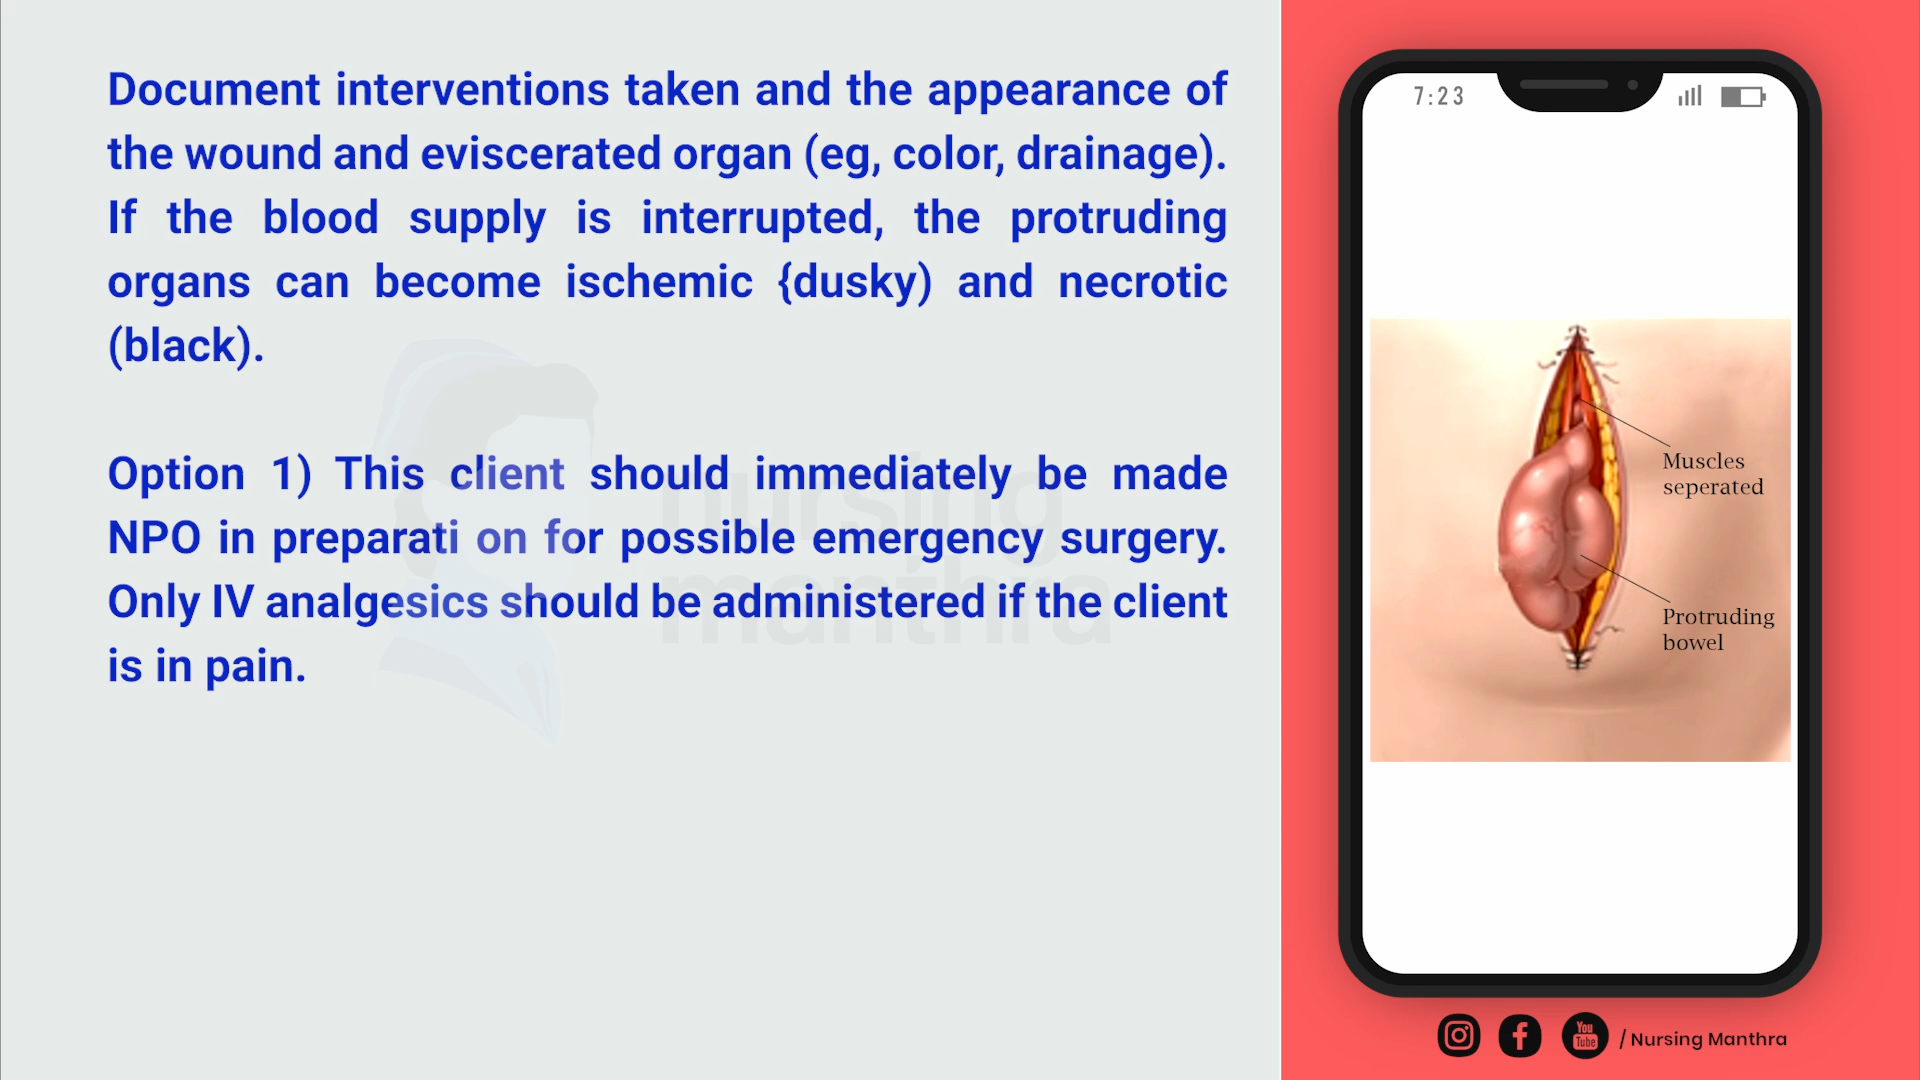 Document interventions taken and the appearance of
the wound and eviscerated organ (eg, color, drainage).
If the blood supply is interrupted, the protruding
organs can become ischemic {dusky) and necrotic
(black).
Option 1) This client should immediately be made
NPO in preparati on for possible emergency surgery.
Only IV analgesics should be administered if the client
is in pain.
nursing
manthra
7:23
Muscles
seperated
Protruding
bowel
You
Tube
/ Nursing Manthra